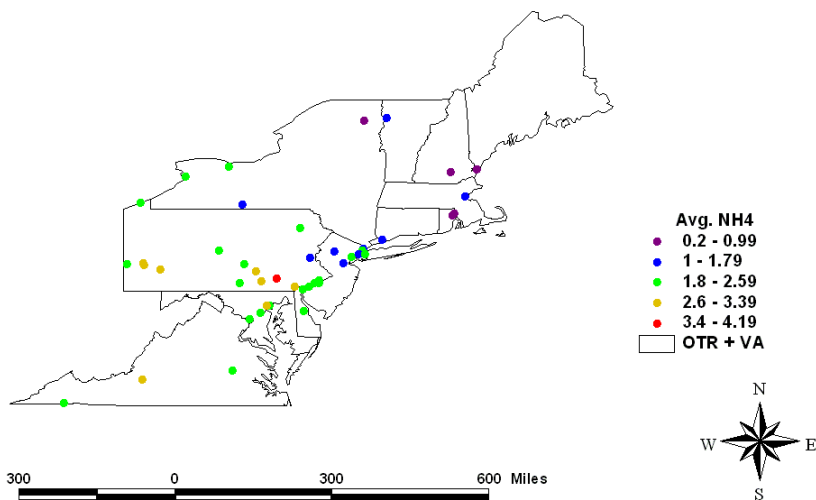 Avg. NH4
0.2 - 0.99
1 - 1.79
1.8 - 2.59
2.6 - 3.39
3.4 - 4.19
OTR + VA
N
W E
S
300 0 300 600 Miles